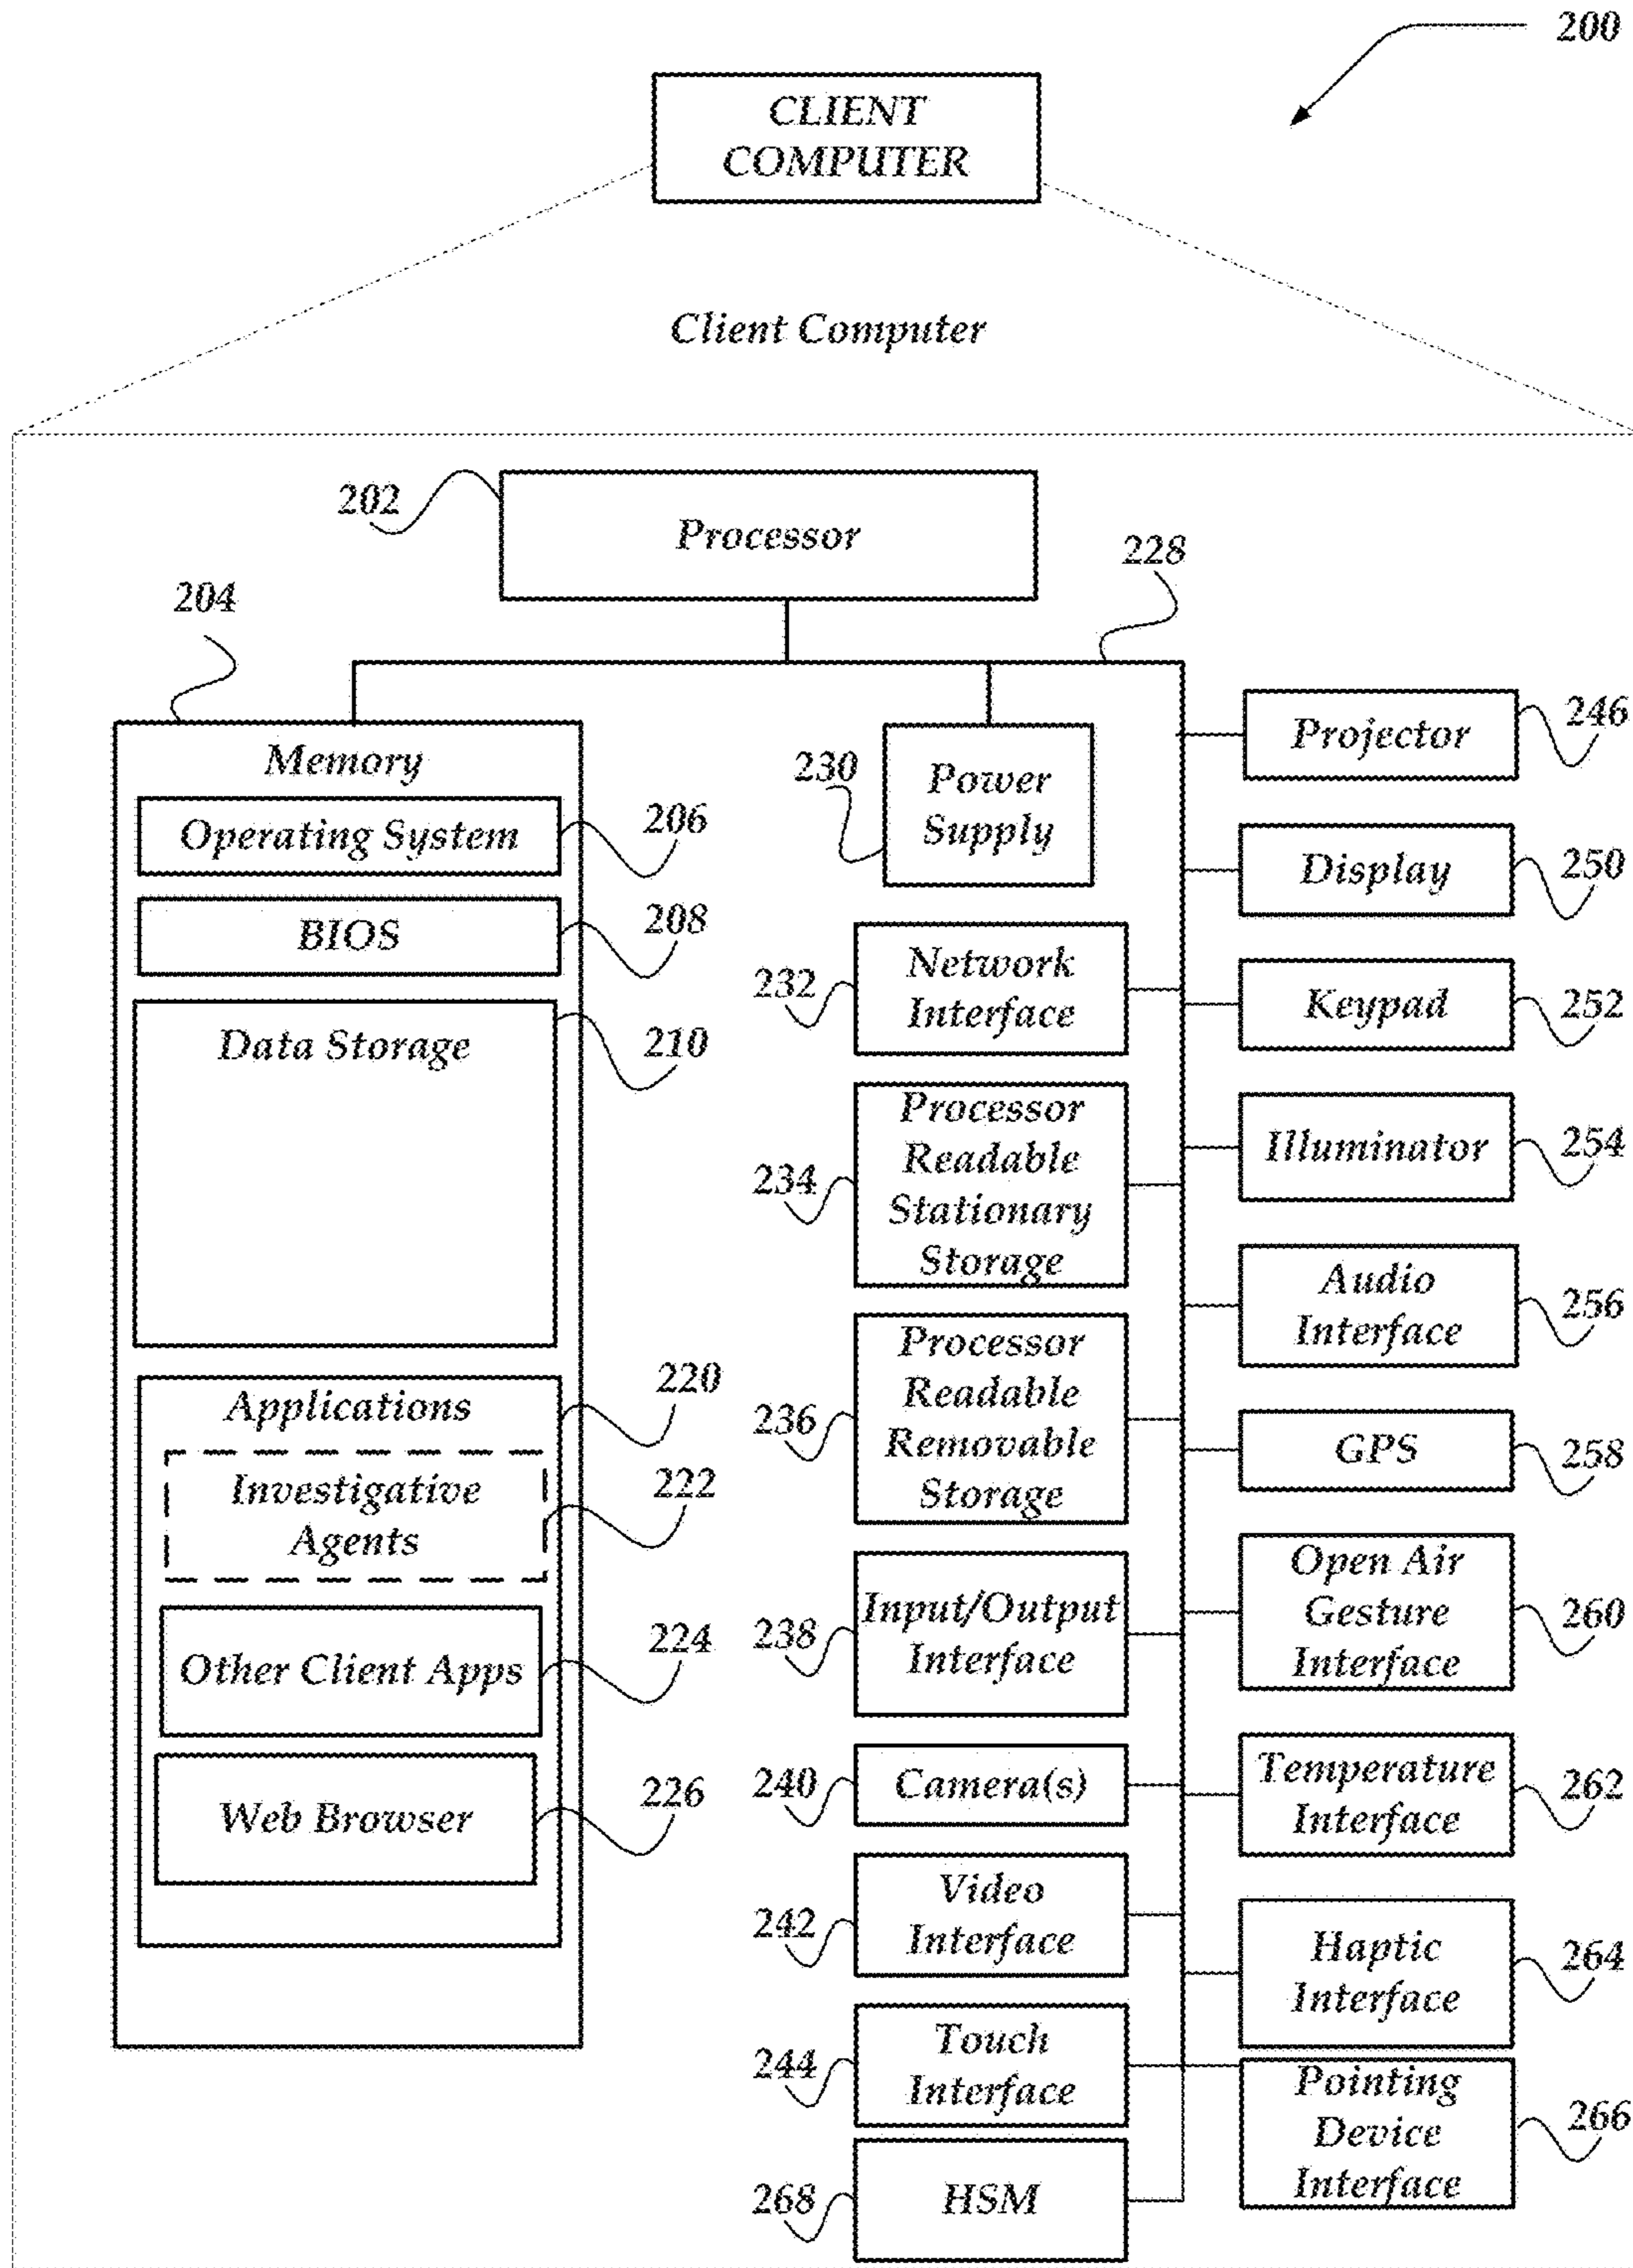 200
CLIENT
COMPUTER
Client Computer
202
Processor
228
204
Memory
Operating System
206
BIOS
208
Data Storage
210
Applications
220
Investigative
Agents
222
Other Client Apps
224
Web Browser
226
230
Power
Supply
232
Network
Interface
234
Processor
Readable
Stationary
Storage
236
Processor
Readable
Removable
Storage
238
Input/Output
Interface
240
Camera(s)
242
Video
Interface
244
Touch
Interface
268
HSM
Projector
246
Display
250
Keypad
252
Illuminator
254
Audio
Interface
256
GPS
258
Open Air
Gesture
Interface
260
Temperature
Interface
262
Haptic
Interface
264
Pointing
Device
Interface
266